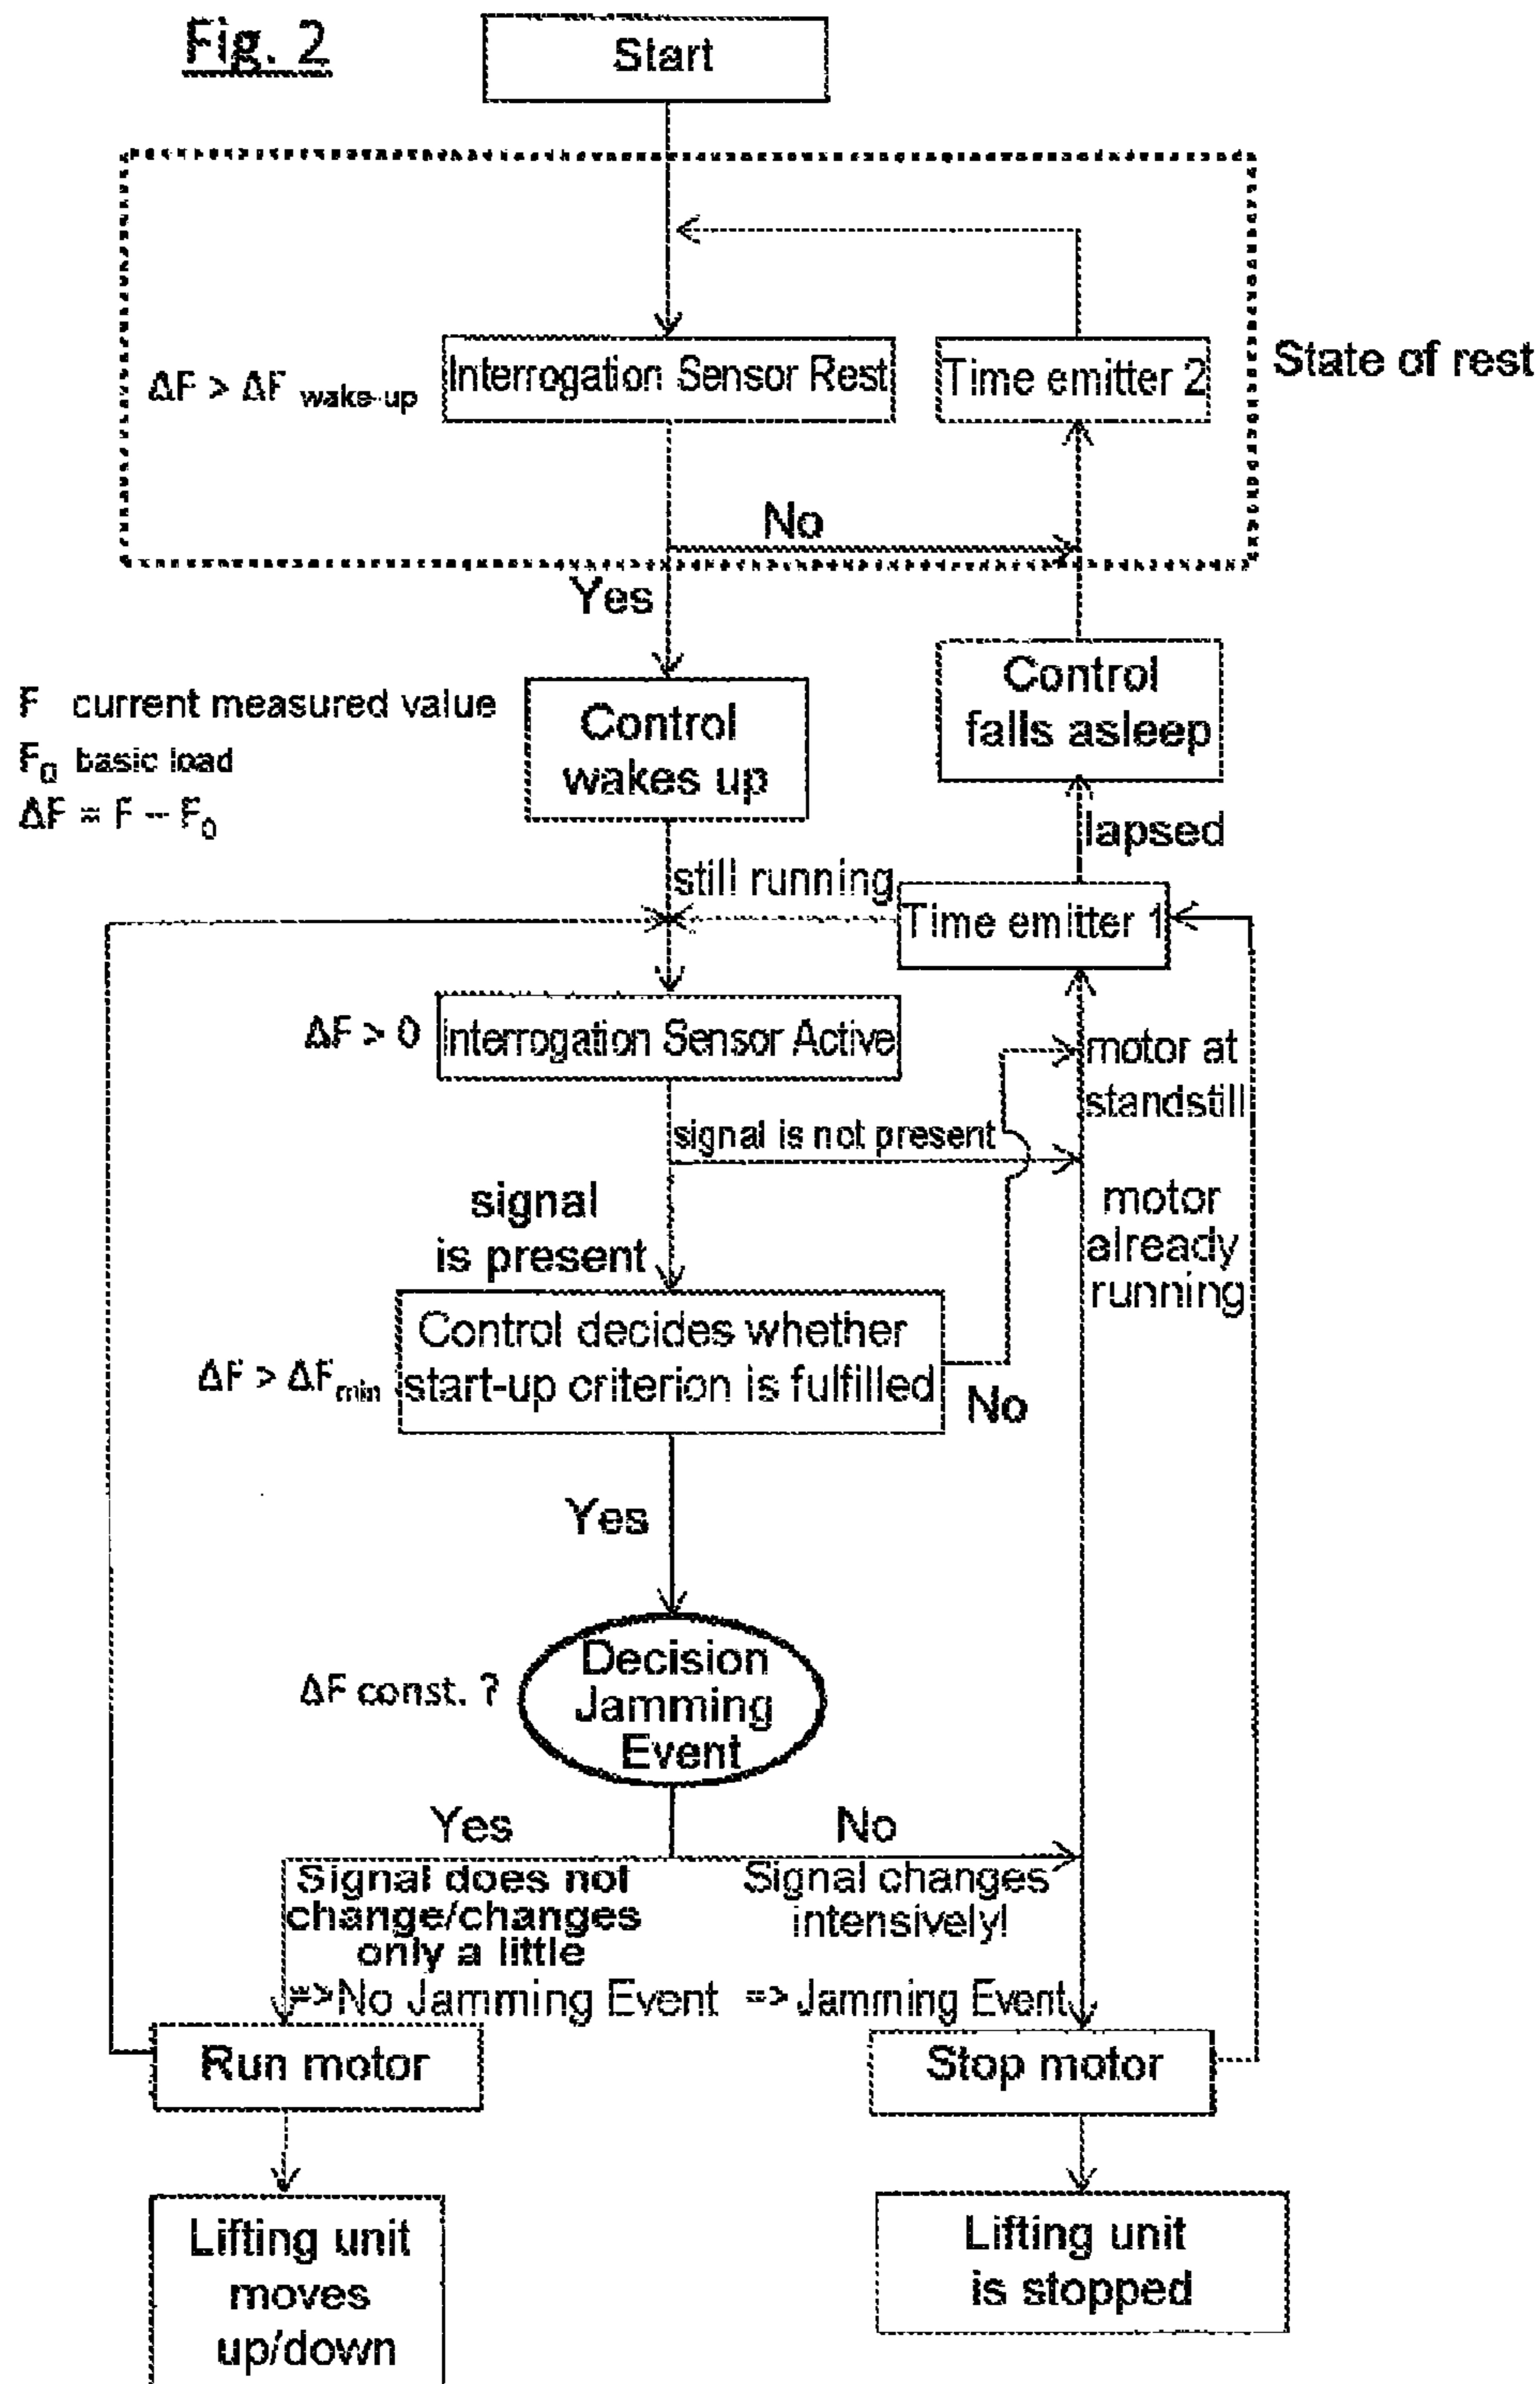 Fig. 2
Start
State of rest
ΔF > ΔF wake-up
Interrogation Sensor Rest
Time emitter 2
No
Yes
F current measured value
F0 basic load
ΔF = F – F0
Control
wakes up
Control
falls asleep
lapsed
still running
Time emitter 1
ΔF > 0
Interrogation Sensor Active
motor at
standstill
signal is not present
signal
is present
motor
already
running
ΔF > ΔFmin
Control decides whether
start-up criterion is fulfilled
No
Yes
ΔF const. ?
Decision
Jamming
Event
Yes
No
Signal does not
change/changes
only a little
Signal changes
intensively!
=>No Jamming Event
=> Jamming Event
Run motor
Stop motor
Lifting unit
moves
up/down
Lifting unit
is stopped